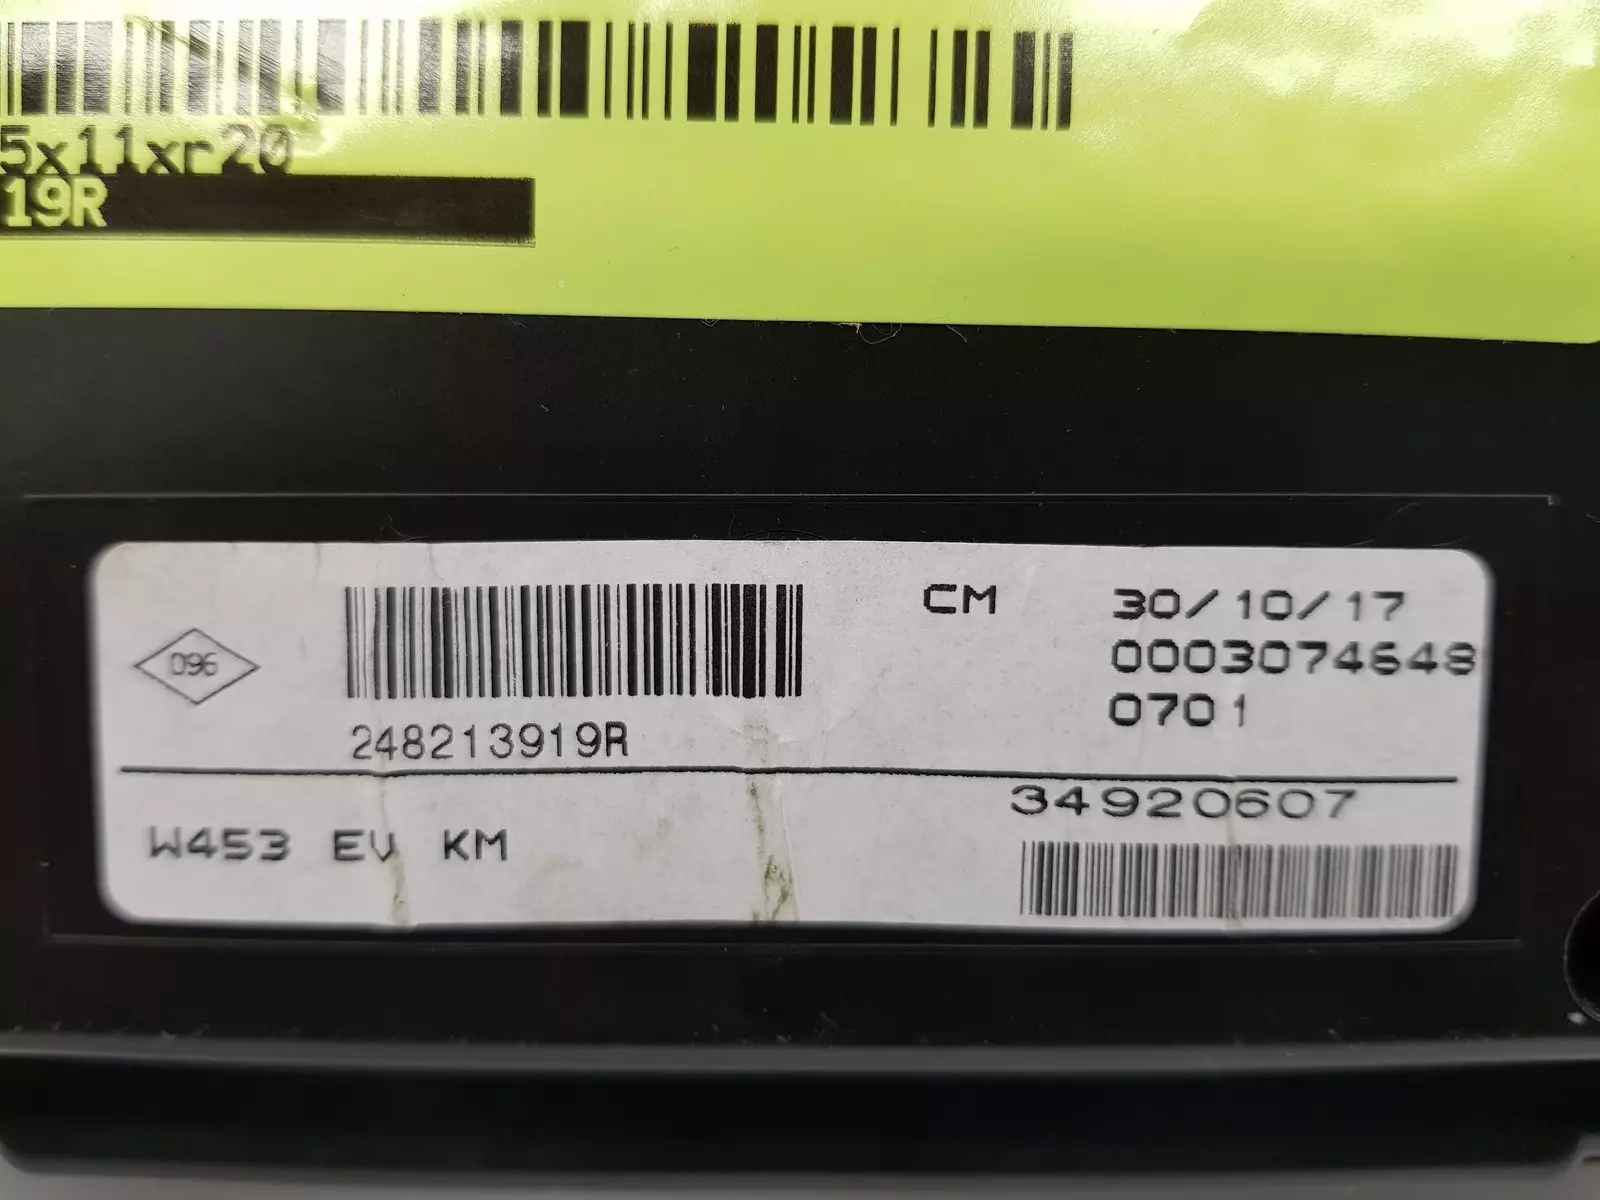 5x11xr20
19R
096
248213919R
CM
30/10/17
0003074648
0701
34920607
W453 EV KM